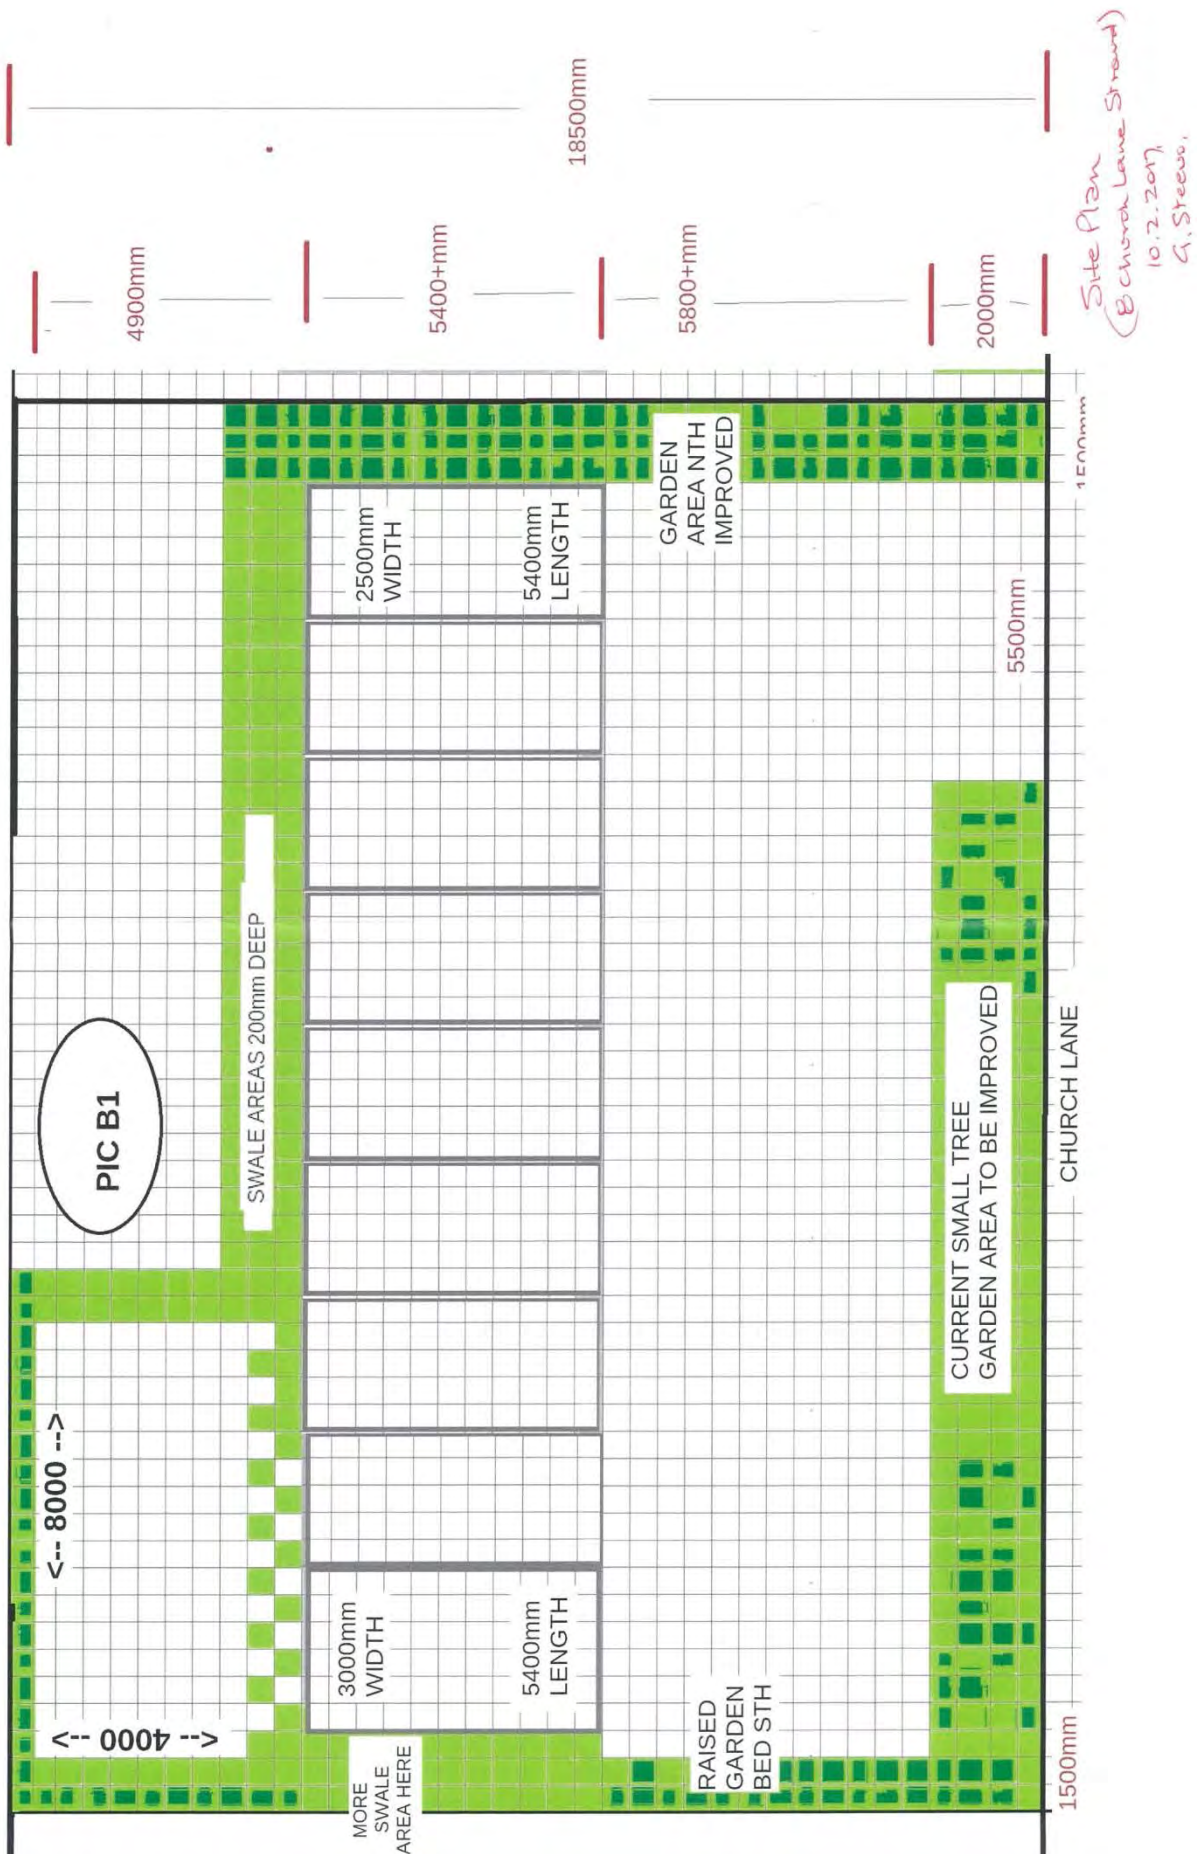 PIC B1
<-- 8000 -->
<-- 4000 -->
SWALE AREAS 200mm DEEP
MORE
SWALE
AREA HERE
3000mm
WIDTH
5400mm
LENGTH
2500mm
WIDTH
5400mm
LENGTH
RAISED
GARDEN
BED STH
GARDEN
AREA NTH
IMPROVED
CURRENT SMALL TREE
GARDEN AREA TO BE IMPROVED
5500mm
1500mm
CHURCH LANE
1500mm
4900mm
5400+mm
5800+mm
2000mm
18500mm
Site Plan
(8 Church Lane
10.2.2017,
G.